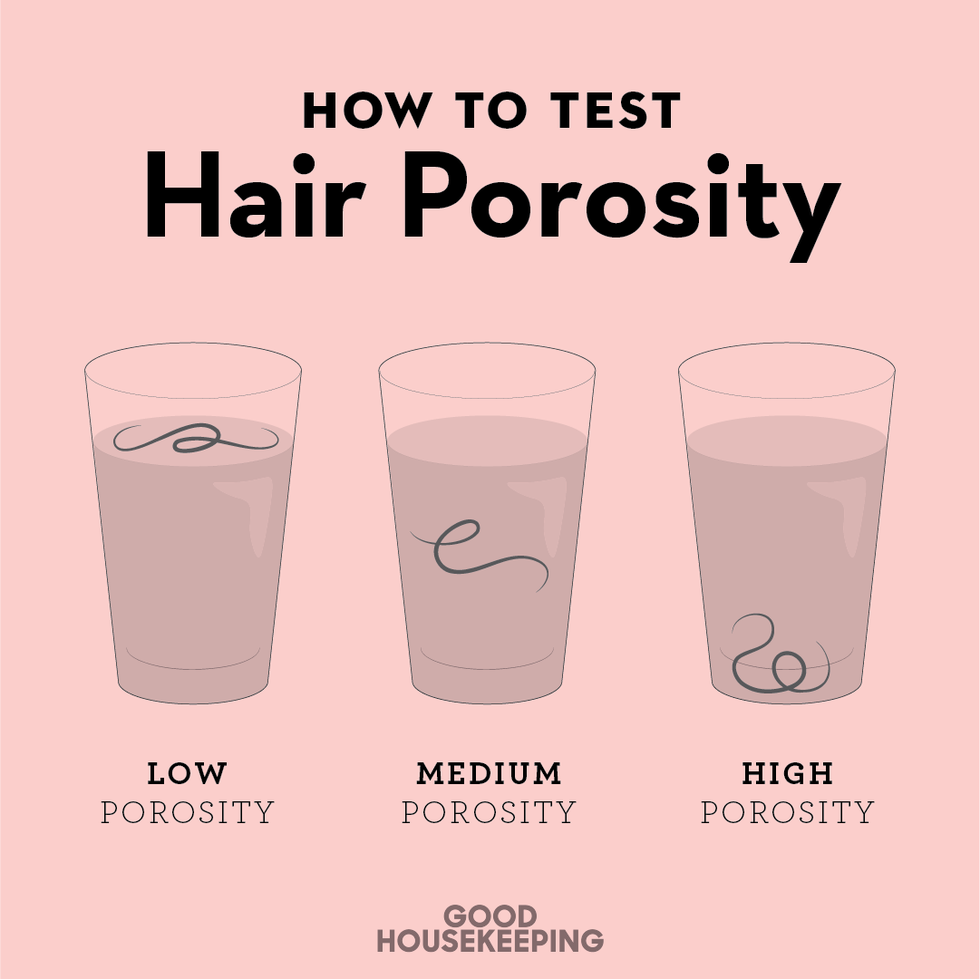 HOW TO TEST
Hair Porosity
LOW
POROSITY
MEDIUM
POROSITY
HIGH
POROSITY
GOOD
HOUSEKEEPING